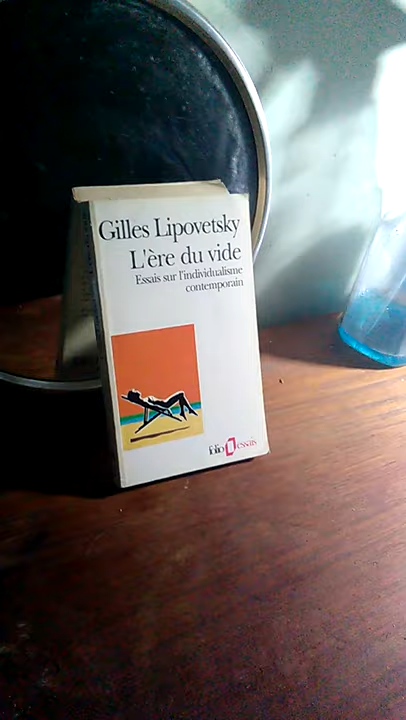 Gilles Lipovetsky
L'ère du vide
Essais sur l'individualisme
contemporain
folio essais